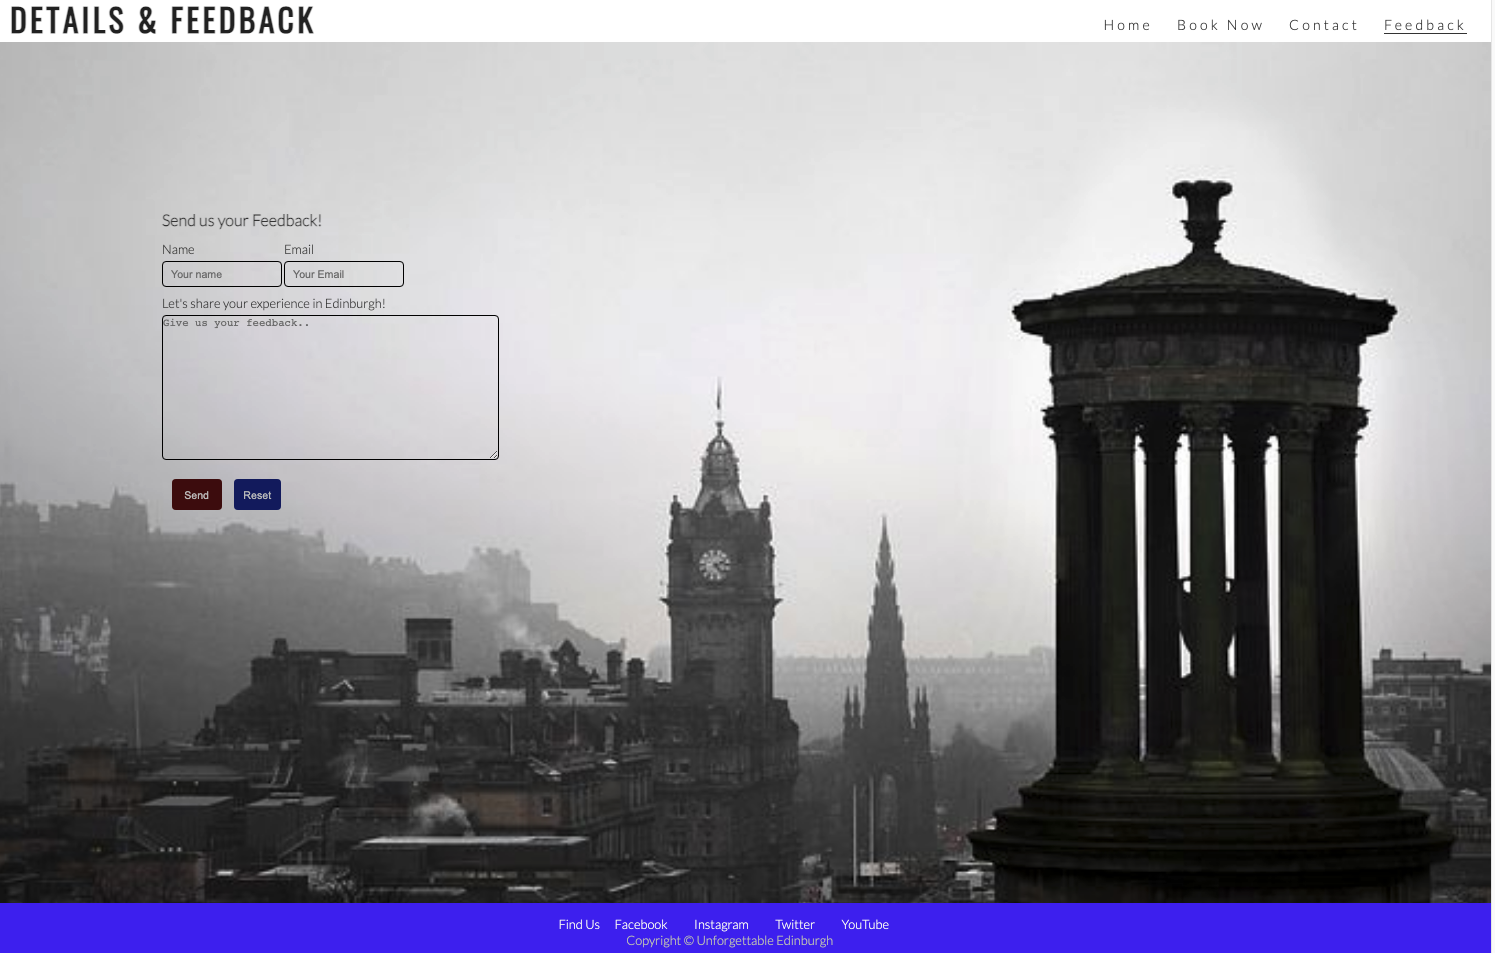 DETAILS & FEEDBACK
Home Book Now Contact Feedback
Send us your Feedback!
Name Email
Your name Your Email
Let's share your experience in Edinburgh!
Give us your feedback..
Send Reset
Find Us Facebook Instagram Twitter YouTube
Copyright © Unforgettable Edinburgh